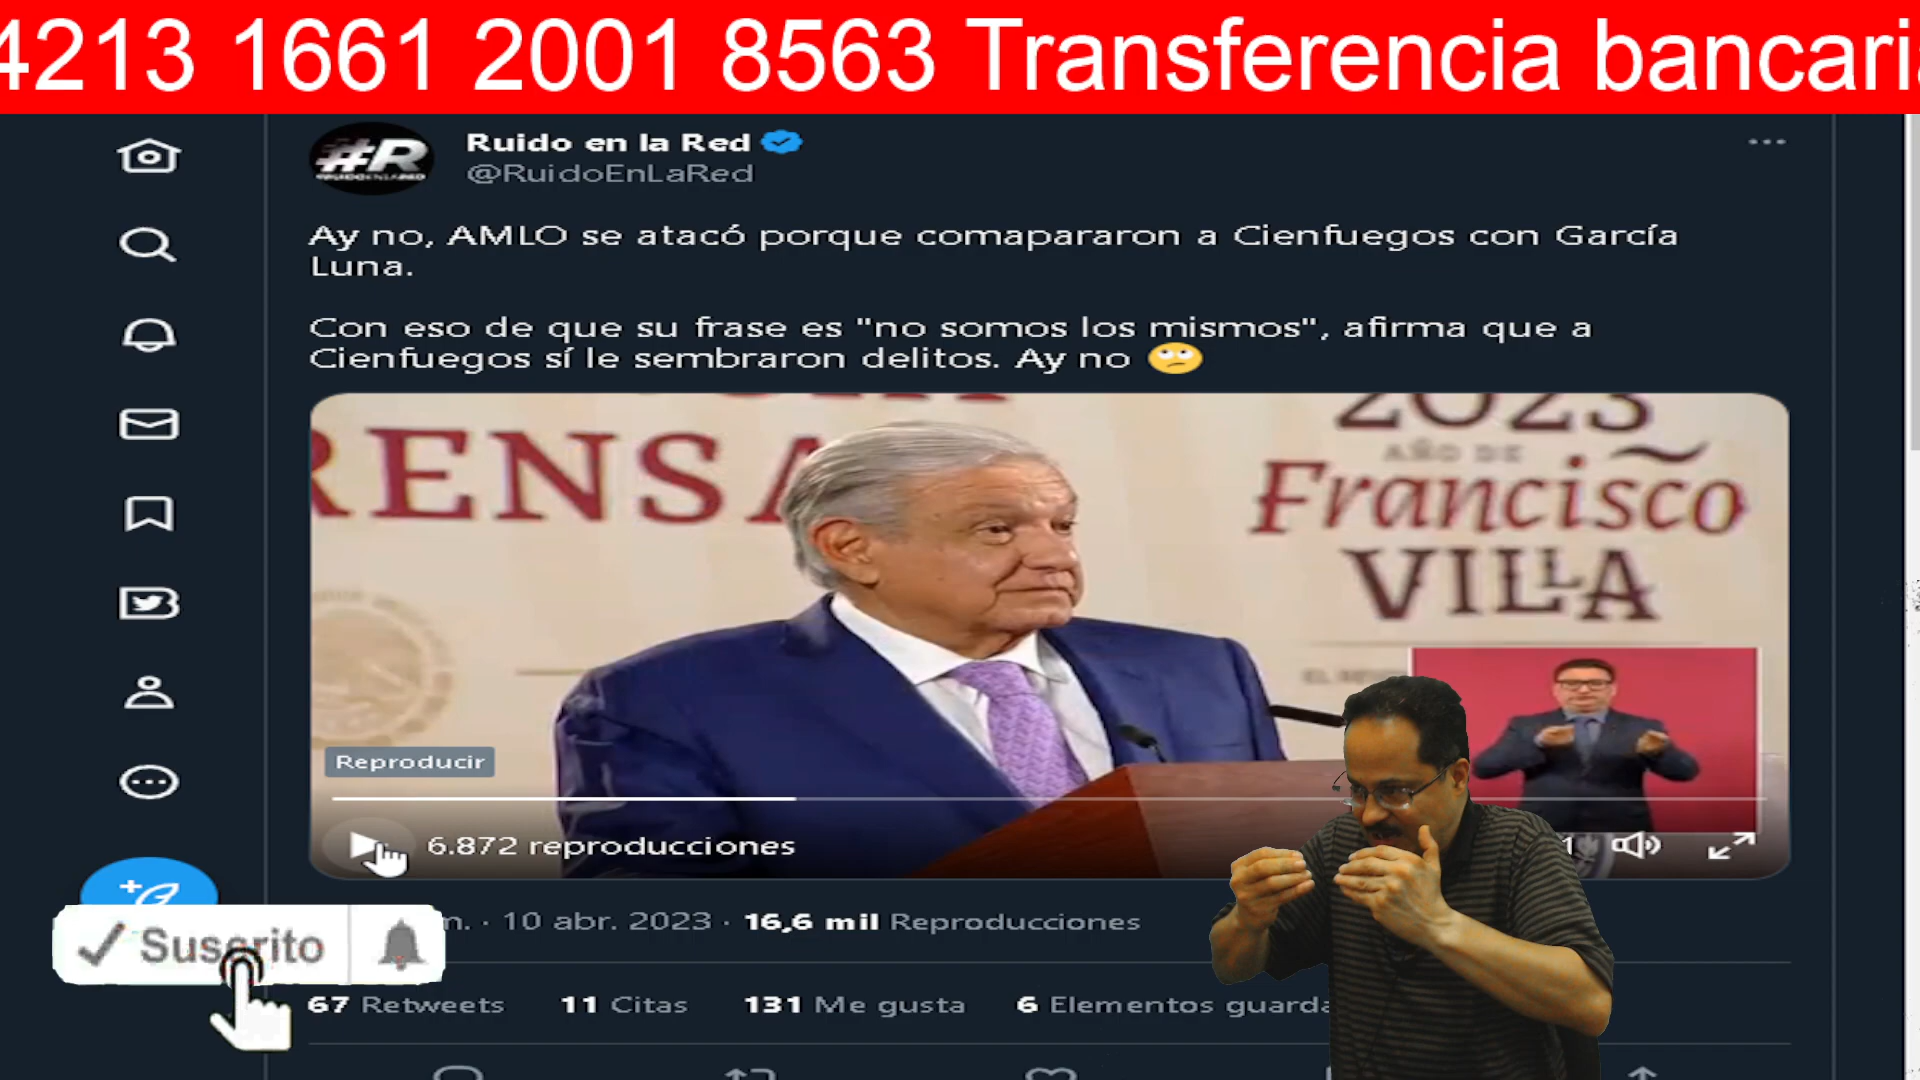 4213 1661 2001 8563 Transferencia bancari
#R
#RUIDOENLARED
Ruido en la Red
@RuidoEnLaRed
Ay no, AMLO se atacó porque comapararon a Cienfuegos con García
Luna.
Con eso de que su frase es "no somos los mismos", afirma que a
Cienfuegos sí le sembraron delitos. Ay no
RENSA
2023
AÑO DE
Francisco
VILLA
Reproducir
6.872 reproducciones
m. · 10 abr. 2023 · 16,6 mil Reproducciones
Suscrito
67 Retweets 11 Citas 131 Me gusta 6 Elementos guarda